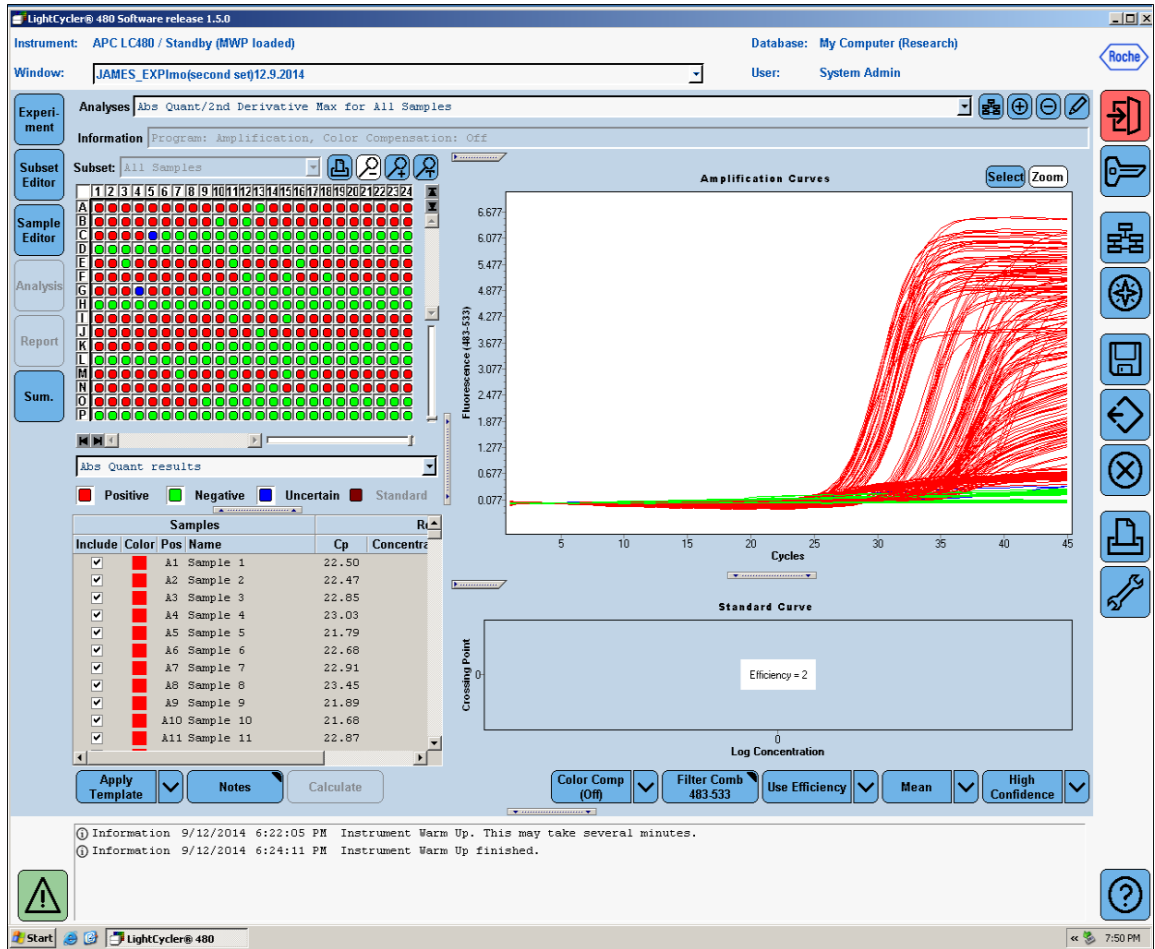 LightCycler® 480 Software release 1.5.0
Instrument: APC LC480 / Standby (MWP loaded) Database: My Computer (Research)
Roche
Window: JAMES_EXPImo(second set)12.9.2014 User: System Admin
Experi-
ment
Analyses Abs Quant/2nd Derivative Max for All Samples
Information Program: Amplification, Color Compensation: Off
Subset
Editor
Subset: All Samples
Sample
Editor
Analysis
Report
Sum.
1 2 3 4 5 6 7 8 9 10 11 12 13 14 15 16 17 18 19 20 21 22 23 24
A
B
C
D
E
F
G
H
I
J
K
L
M
N
O
P
Abs Quant results
Positive Negative Uncertain Standard
Samples Re
Include Color Pos Name Cp Concentra
A1 Sample 1 22.50
A2 Sample 2 22.47
A3 Sample 3 22.85
A4 Sample 4 23.03
A5 Sample 5 21.79
A6 Sample 6 22.68
A7 Sample 7 22.91
A8 Sample 8 23.45
A9 Sample 9 21.89
A10 Sample 10 21.68
A11 Sample 11 22.87
Apply
Template
Notes
Calculate
Amplification Curves
Select Zoom
Fluorescence (483-533)
6.677
6.077
5.477
4.877
4.277
3.677
3.077
2.477
1.877
1.277
0.677
0.077
5 10 15 20 25 30 35 40 45
Cycles
Standard Curve
Crossing Point
0
Efficiency = 2
0
Log Concentration
Color Comp
(Off)
Filter Comb
483-533
Use Efficiency
Mean
High
Confidence
Information 9/12/2014 6:22:05 PM Instrument Warm Up. This may take several minutes.
Information 9/12/2014 6:24:11 PM Instrument Warm Up finished.
Start LightCycler® 480 7:50 PM